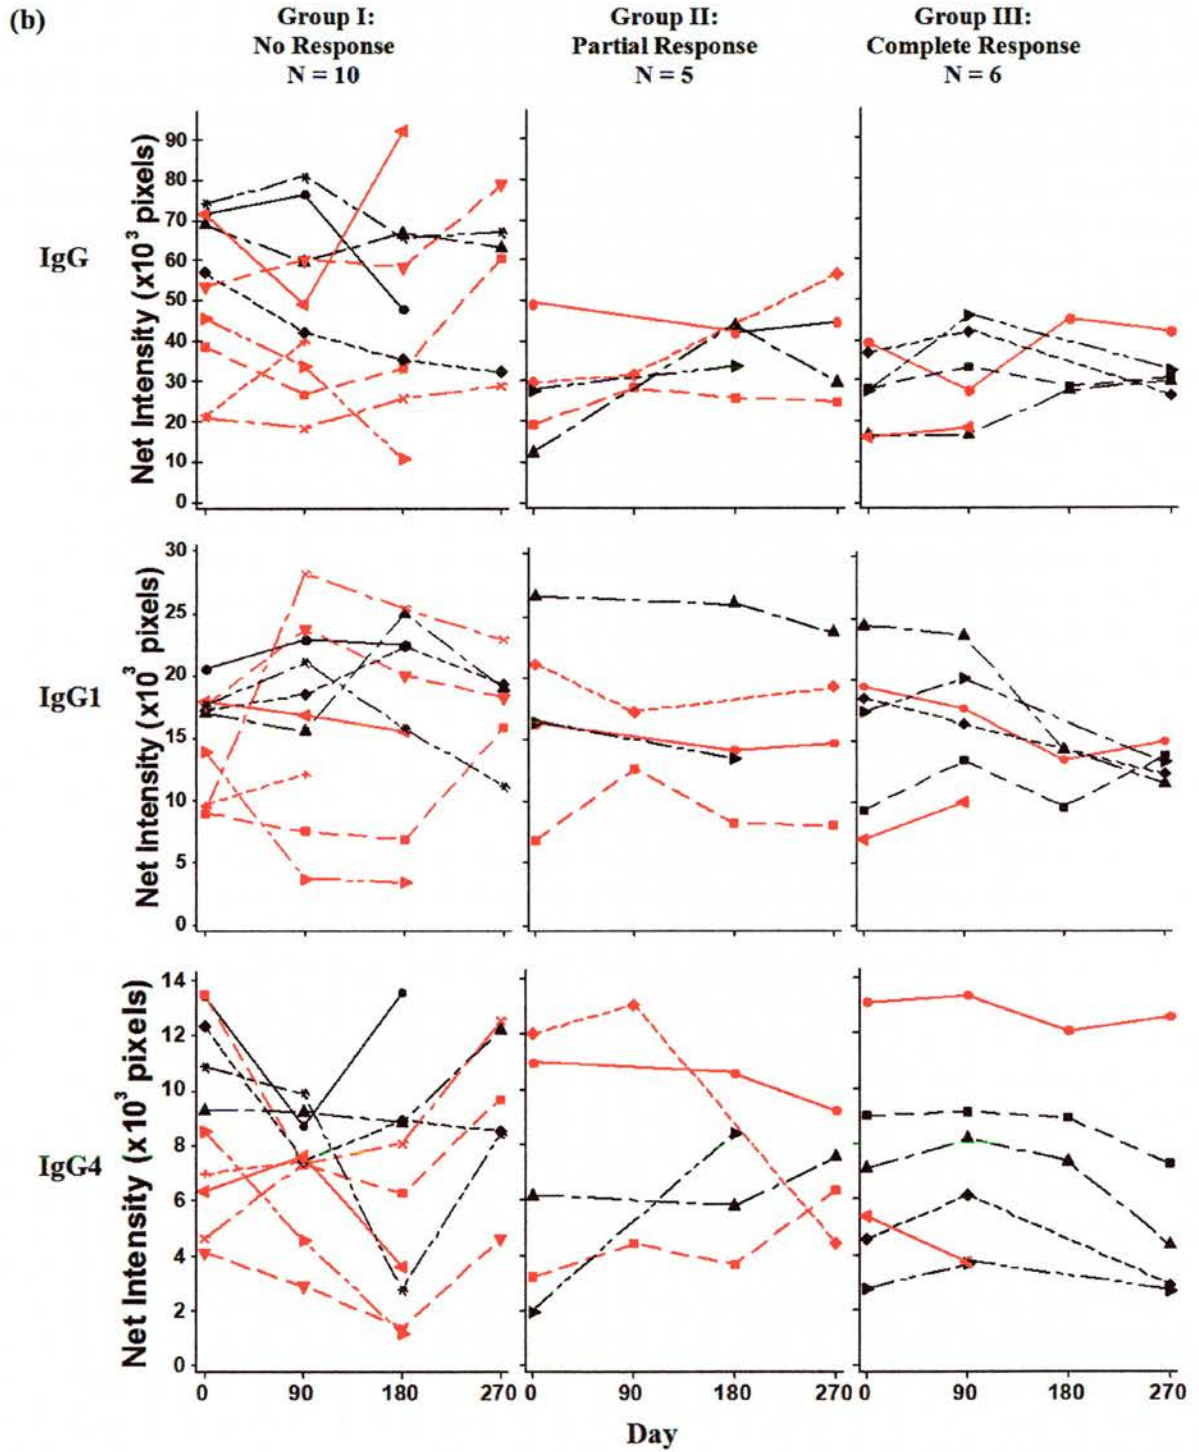 (b)
Group I:
No Response
N = 10
Group II:
Partial Response
N = 5
Group III:
Complete Response
N = 6
IgG
Net Intensity (x10³ pixels)
90
80
70
60
50
40
30
20
10
0
IgG1
Net Intensity (x10³ pixels)
30
25
20
15
10
5
0
IgG4
Net Intensity (x10³ pixels)
14
12
10
8
6
4
2
0
0 90 180 270 0 90 180 270 0 90 180 270
Day